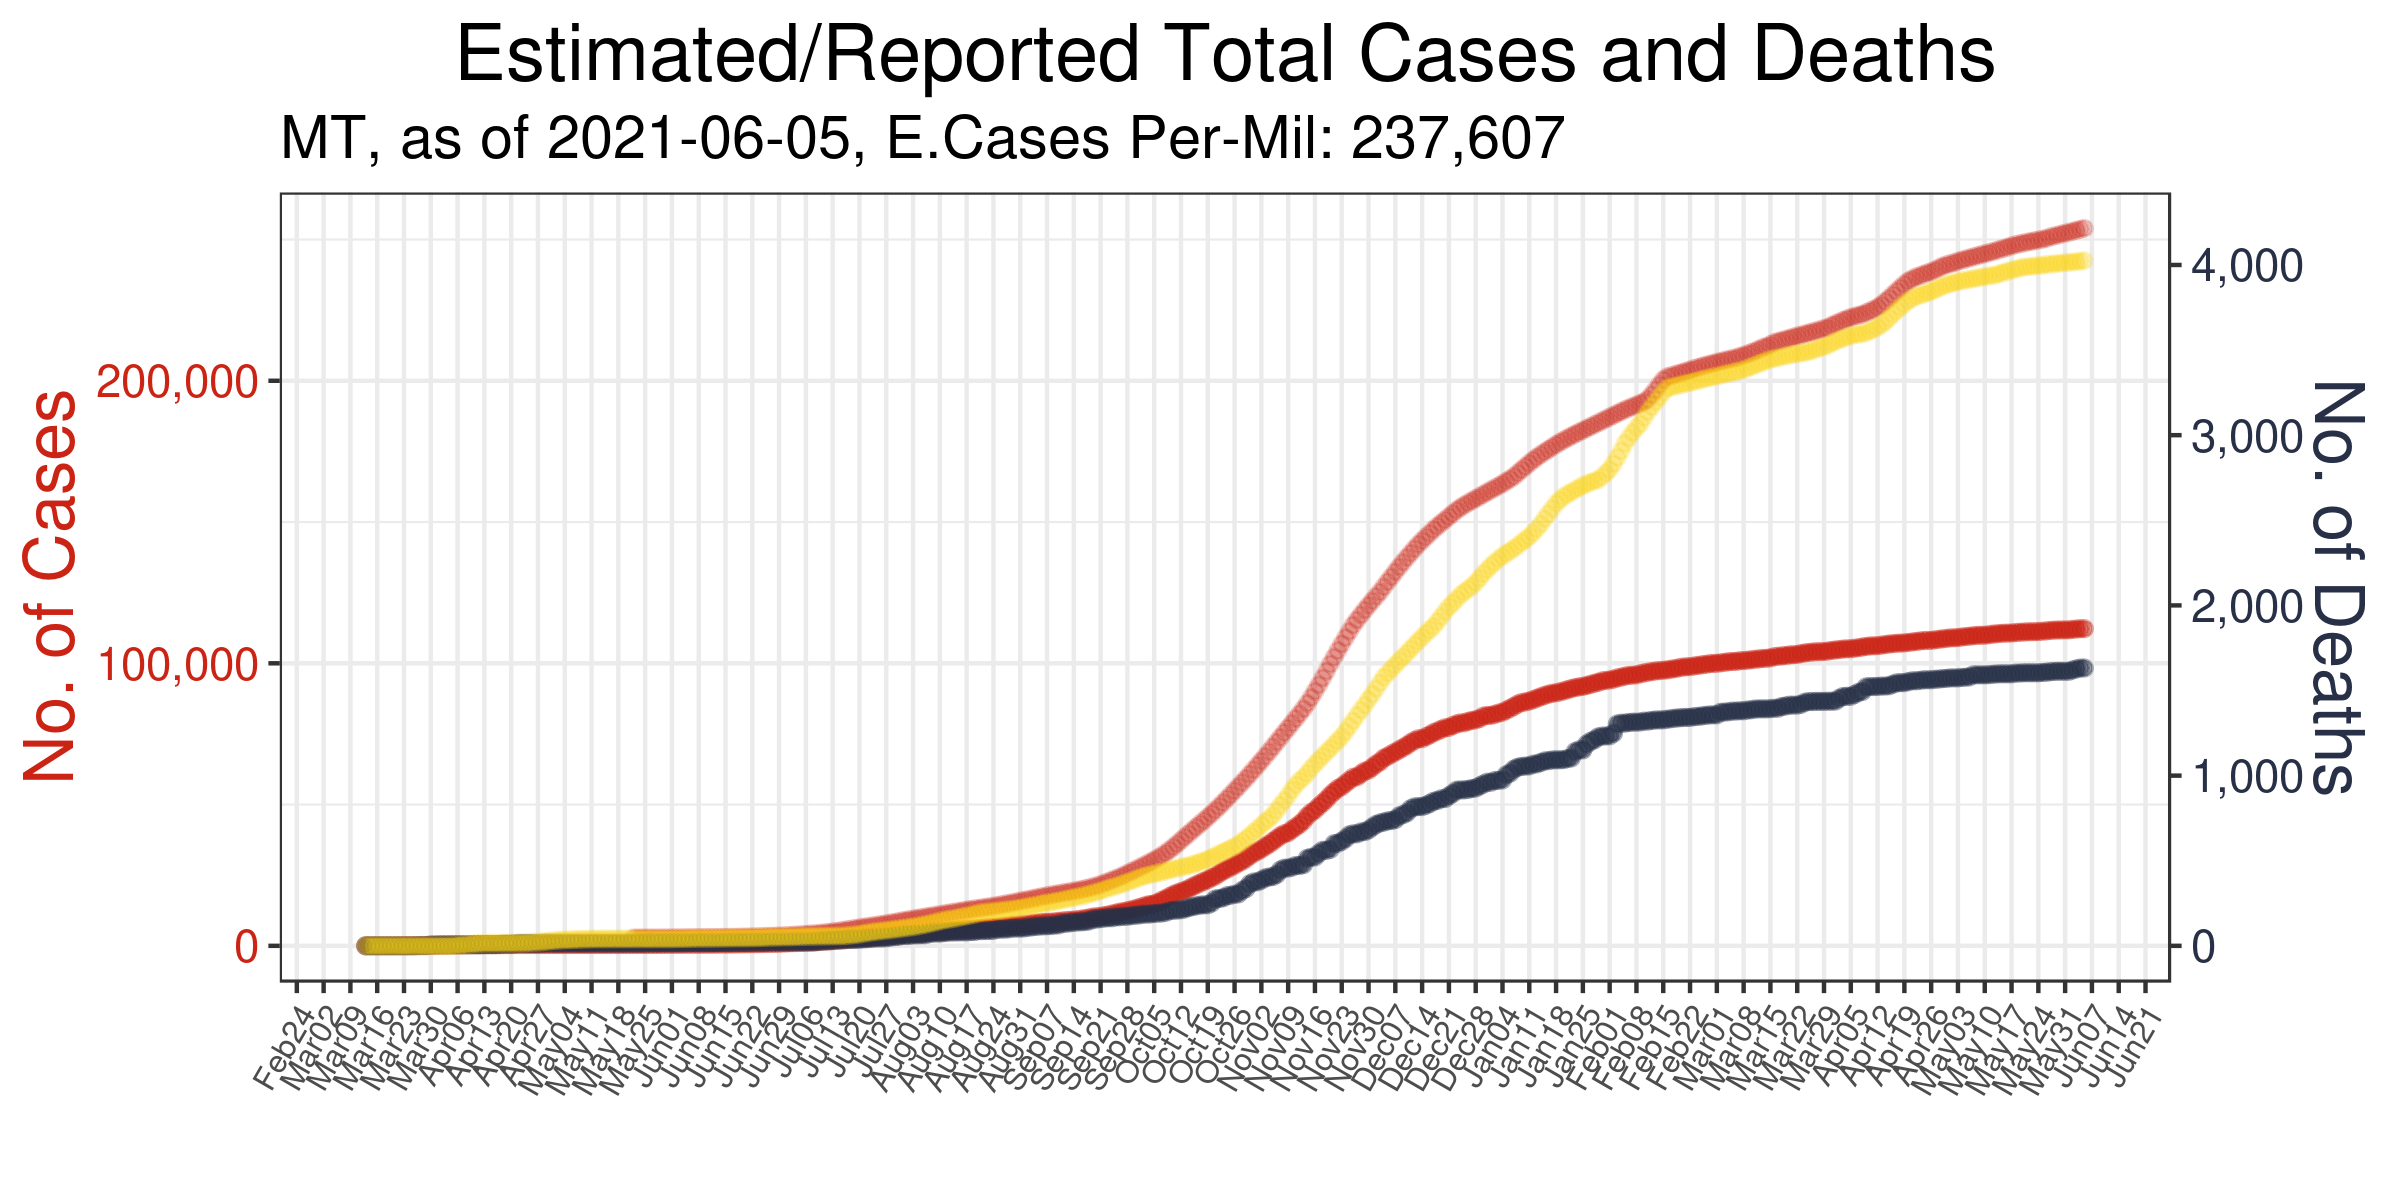 Estimated/Reported Total Cases and Deaths
MT, as of 2021-06-05, E.Cases Per-Mil: 237,607
No. of Cases
200,000
100,000
0
4,000
3,000
2,000
1,000
0
No. of Deaths
Feb24
Mar02
Mar09
Mar16
Mar23
Mar30
Apr06
Apr13
Apr20
Apr27
May04
May11
May18
May25
Jun01
Jun08
Jun15
Jun22
Jun29
Jul06
Jul13
Jul20
Jul27
Aug03
Aug10
Aug17
Aug24
Aug31
Sep07
Sep14
Sep21
Sep28
Oct05
Oct12
Oct19
Oct26
Nov02
Nov09
Nov16
Nov23
Nov30
Dec07
Dec14
Dec21
Dec28
Jan04
Jan11
Jan18
Jan25
Feb01
Feb08
Feb15
Feb22
Mar01
Mar08
Mar15
Mar22
Mar29
Apr05
Apr12
Apr19
Apr26
May03
May10
May17
May24
May31
Jun07
Jun14
Jun21